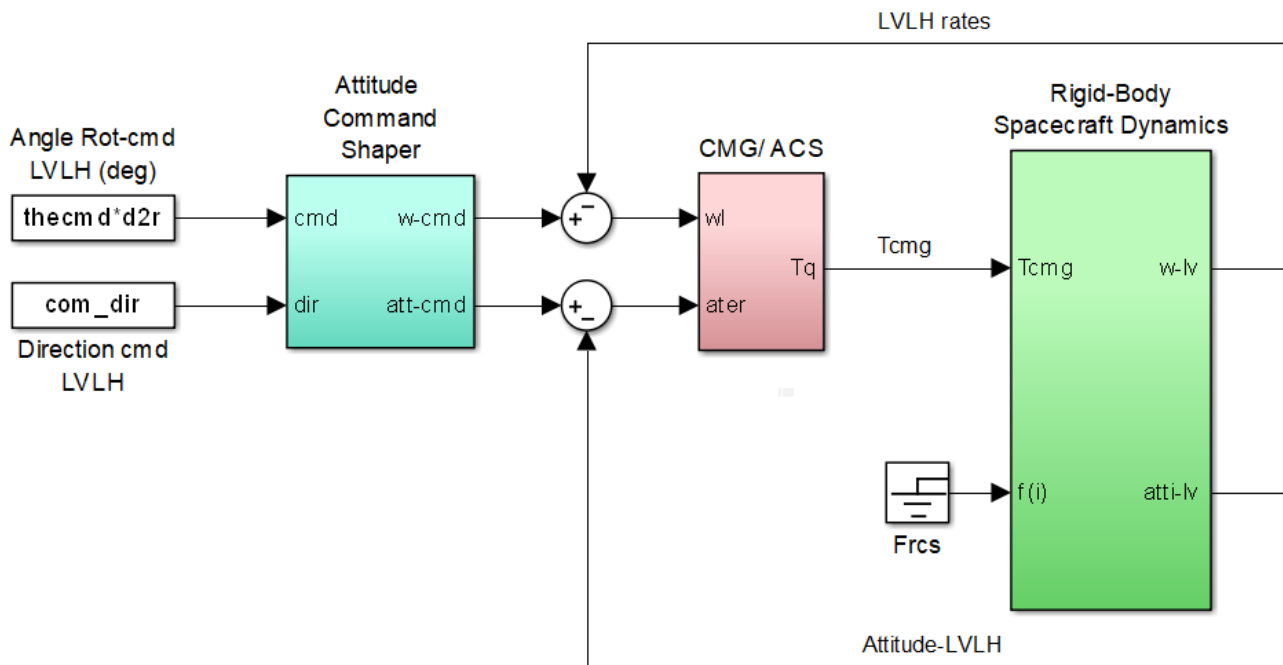 LVLH rates
Attitude
Command
Shaper
Angle Rot-cmd
LVLH (deg)
thecmd*d2r
cmd
w-cmd
com_dir
dir
att-cmd
Direction cmd
LVLH
CMG/ ACS
wl
Tq
ater
Tcmg
Rigid-Body
Spacecraft Dynamics
Tcmg
w-lv
f(i)
atti-lv
Frcs
Attitude-LVLH